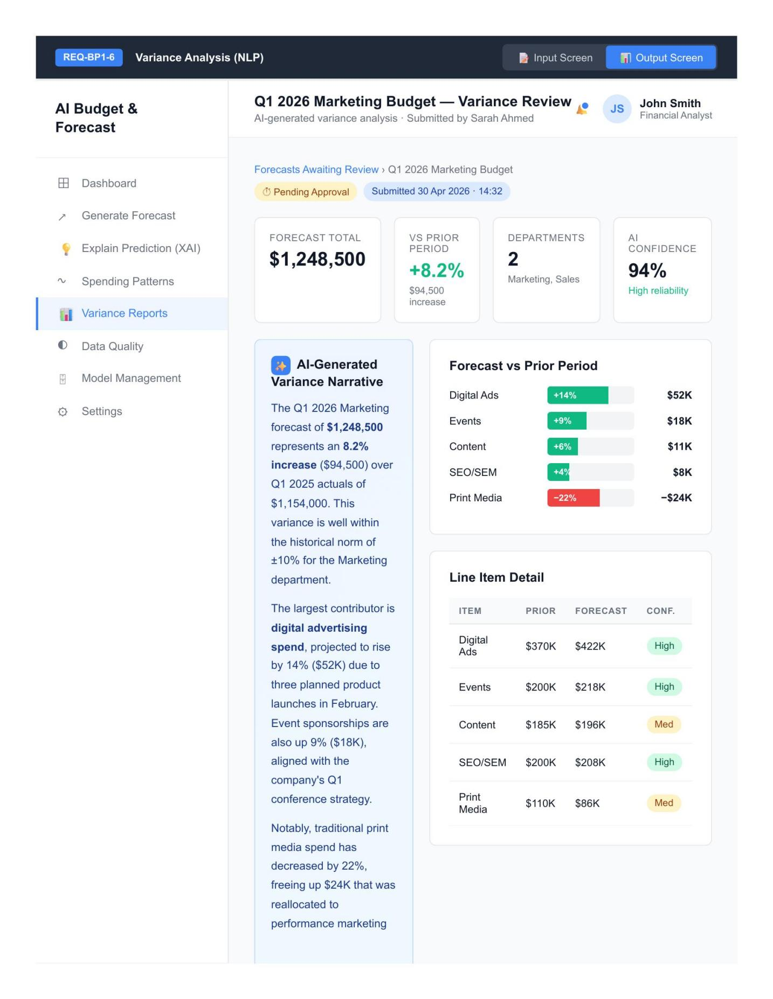 REQ-BP1-6 Variance Analysis (NLP) Input Screen Output Screen
AI Budget &
Forecast
Dashboard
Generate Forecast
Explain Prediction (XAI)
Spending Patterns
Variance Reports
Data Quality
Model Management
Settings
Q1 2026 Marketing Budget — Variance Review
AI-generated variance analysis · Submitted by Sarah Ahmed
JS
John Smith
Financial Analyst
Forecasts Awaiting Review › Q1 2026 Marketing Budget
Pending Approval Submitted 30 Apr 2026 · 14:32
FORECAST TOTAL
$1,248,500
VS PRIOR
PERIOD
+8.2%
$94,500
increase
DEPARTMENTS
2
Marketing, Sales
AI
CONFIDENCE
94%
High reliability
AI-Generated
Variance Narrative
The Q1 2026 Marketing
forecast of $1,248,500
represents an 8.2%
increase ($94,500) over
Q1 2025 actuals of
$1,154,000. This
variance is well within
the historical norm of
±10% for the Marketing
department.
The largest contributor is
digital advertising
spend, projected to rise
by 14% ($52K) due to
three planned product
launches in February.
Event sponsorships are
also up 9% ($18K),
aligned with the
company's Q1
conference strategy.
Notably, traditional print
media spend has
decreased by 22%,
freeing up $24K that was
reallocated to
performance marketing
Forecast vs Prior Period
Digital Ads +14% $52K
Events +9% $18K
Content +6% $11K
SEO/SEM +4% $8K
Print Media −22% −$24K
Line Item Detail
ITEM PRIOR FORECAST CONF.
Digital
Ads $370K $422K High
Events $200K $218K High
Content $185K $196K Med
SEO/SEM $200K $208K High
Print
Media $110K $86K Med